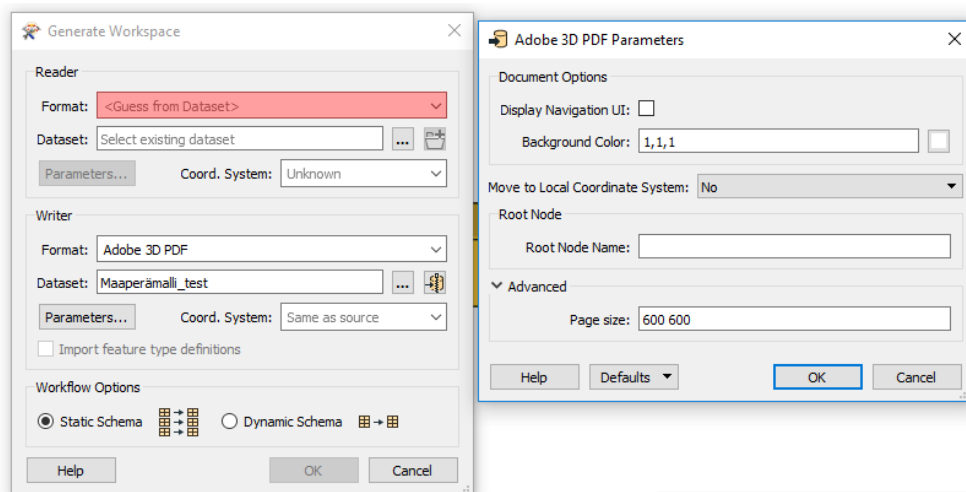 Generate Workspace
Reader
Format: <Guess from Dataset>
Dataset: Select existing dataset ...
Parameters... Coord. System: Unknown
Writer
Format: Adobe 3D PDF
Dataset: Maaperämalli_test ...
Parameters... Coord. System: Same as source
Import feature type definitions
Workflow Options
Static Schema Dynamic Schema
Help OK Cancel
Adobe 3D PDF Parameters
Document Options
Display Navigation UI:
Background Color: 1,1,1
Move to Local Coordinate System: No
Root Node
Root Node Name:
Advanced
Page size: 600 600
Help Defaults OK Cancel